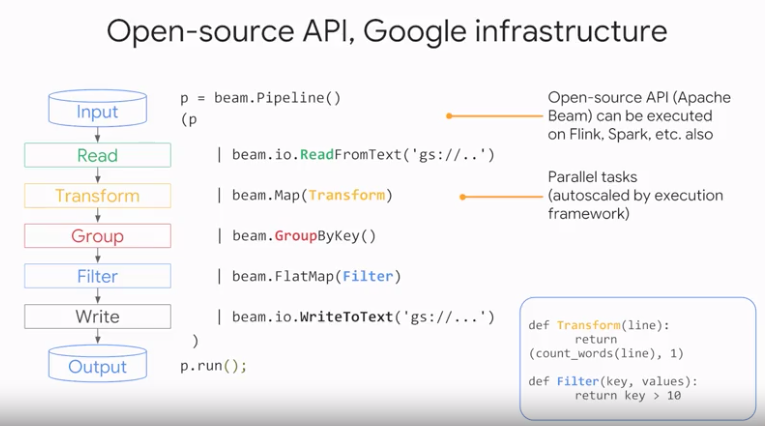 Open-source API, Google infrastructure
Input
Read
Transform
Group
Filter
Write
Output
p = beam.Pipeline()
(p
| beam.io.ReadFromText('gs://..')
| beam.Map(Transform)
| beam.GroupByKey()
| beam.FlatMap(Filter)
| beam.io.WriteToText('gs://...')
)
p.run();
Open-source API (Apache
Beam) can be executed
on Flink, Spark, etc. also
Parallel tasks
(autoscaled by execution
framework)
def Transform(line):
return
(count_words(line), 1)
def Filter(key, values):
return key > 10